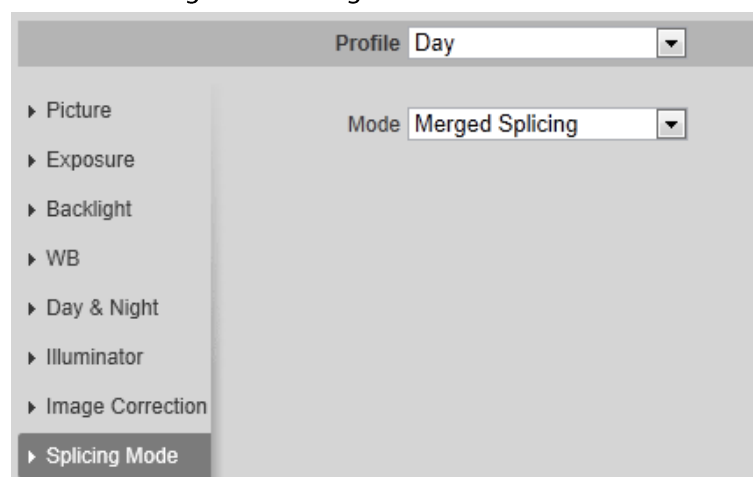 Profile Day
Picture
Mode Merged Splicing
Exposure
Backlight
WB
Day & Night
Illuminator
Image Correction
Splicing Mode